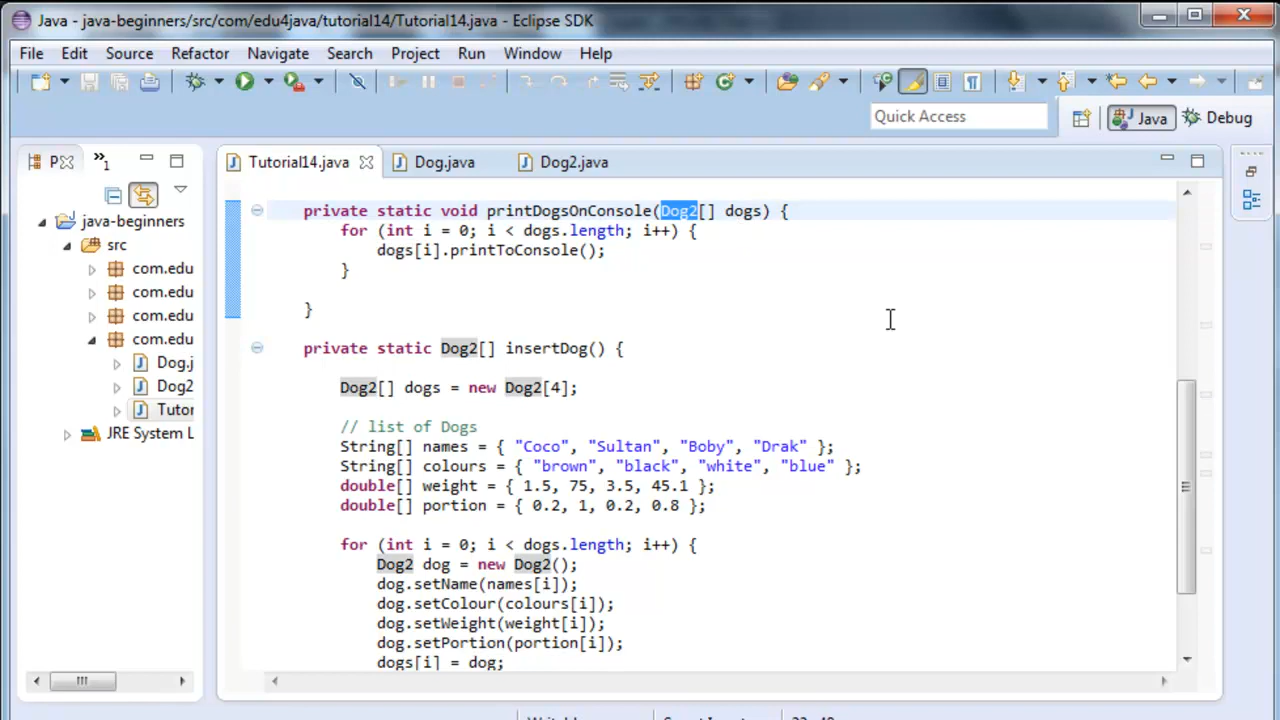 Java - java-beginners/src/com/edu4java/tutorial14/Tutorial14.java - Eclipse SDK
File Edit Source Refactor Navigate Search Project Run Window Help
Quick Access
Java
Debug
P
Tutorial14.java
Dog.java
Dog2.java
java-beginners
src
com.edu
com.edu
com.edu
com.edu
Dog.j
Dog2
Tutor
JRE System L
private static void printDogsOnConsole(Dog2[] dogs) {
for (int i = 0; i < dogs.length; i++) {
dogs[i].printToConsole();
}
}
private static Dog2[] insertDog() {
Dog2[] dogs = new Dog2[4];
// list of Dogs
String[] names = { "Coco", "Sultan", "Boby", "Drak" };
String[] colours = { "brown", "black", "white", "blue" };
double[] weight = { 1.5, 75, 3.5, 45.1 };
double[] portion = { 0.2, 1, 0.2, 0.8 };
for (int i = 0; i < dogs.length; i++) {
Dog2 dog = new Dog2();
dog.setName(names[i]);
dog.setColour(colours[i]);
dog.setWeight(weight[i]);
dog.setPortion(portion[i]);
dogs[i] = dog;